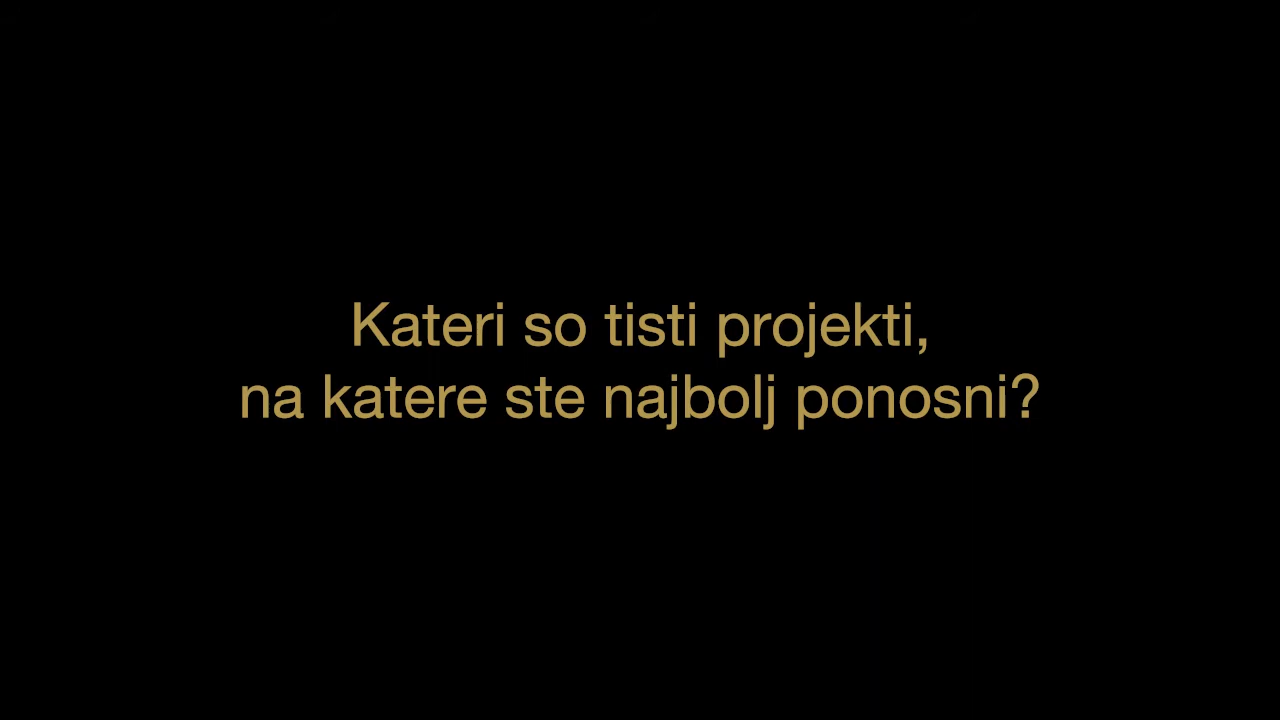 Kateri so tisti projekti,
na katere ste najbolj ponosni?